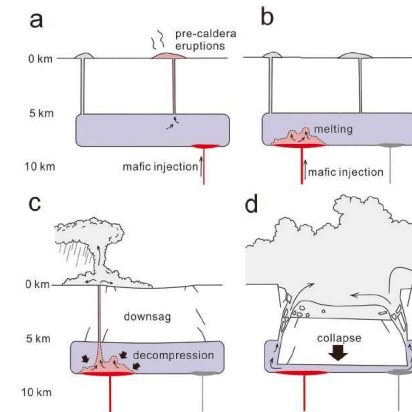 a
pre-caldera
eruptions
0 km
5 km
10 km
mafic injection
b
melting
mafic injection
c
0 km
downsag
5 km
decompression
10 km
d
collapse